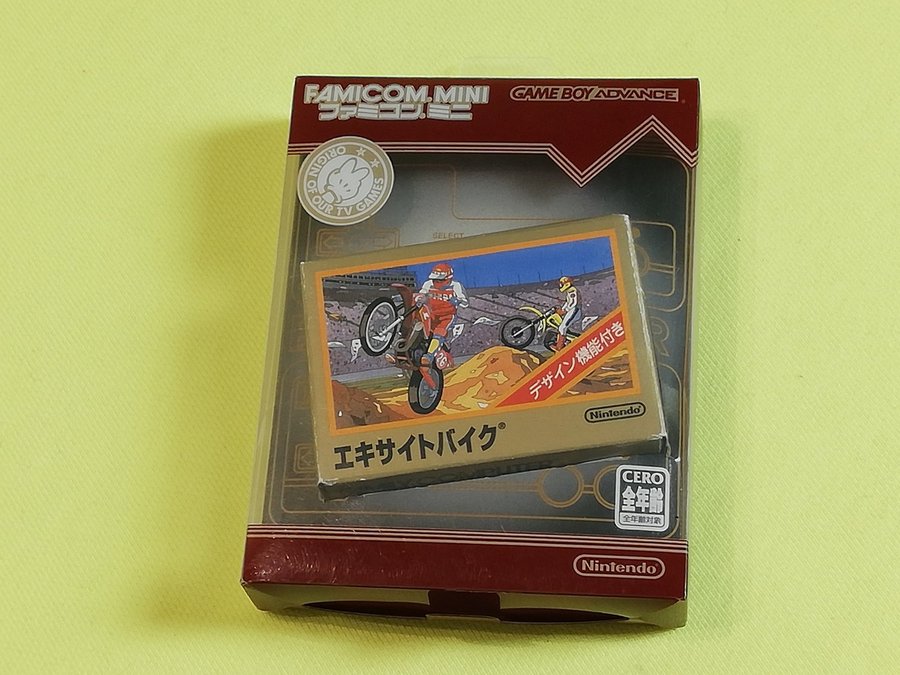 FAMICOM MINI
ファミコン ミニ
GAME BOY ADVANCE
ORIGIN OF OUR TV GAMES
SELECT
デザイン機能付き
Nintendo
エキサイトバイク®
CERO
全年齢
全年齢対象
Nintendo